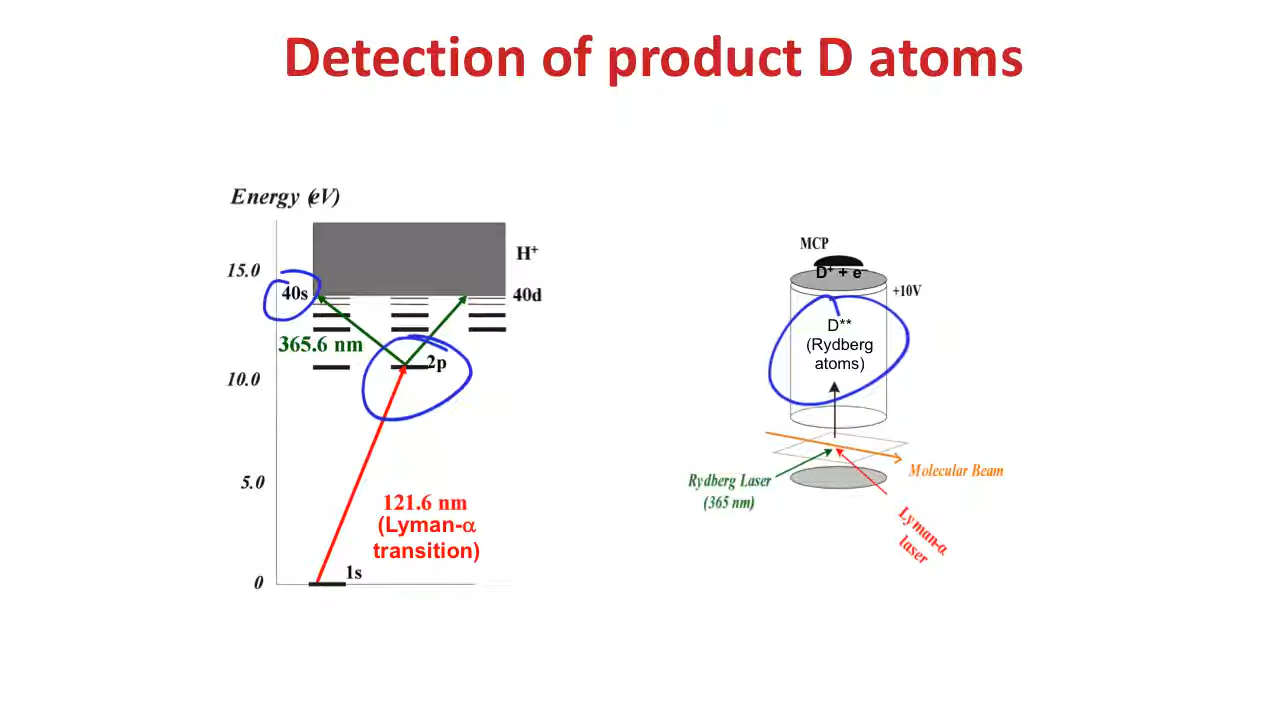 Detection of product D atoms
Energy (eV)
15.0
10.0
5.0
0
H⁺
40s
40d
365.6 nm
2p
121.6 nm
(Lyman-α
transition)
1s
MCP
D⁺ + e⁻
+10V
D**
(Rydberg
atoms)
Molecular Beam
Rydberg Laser
(365 nm)
Lyman-α
laser